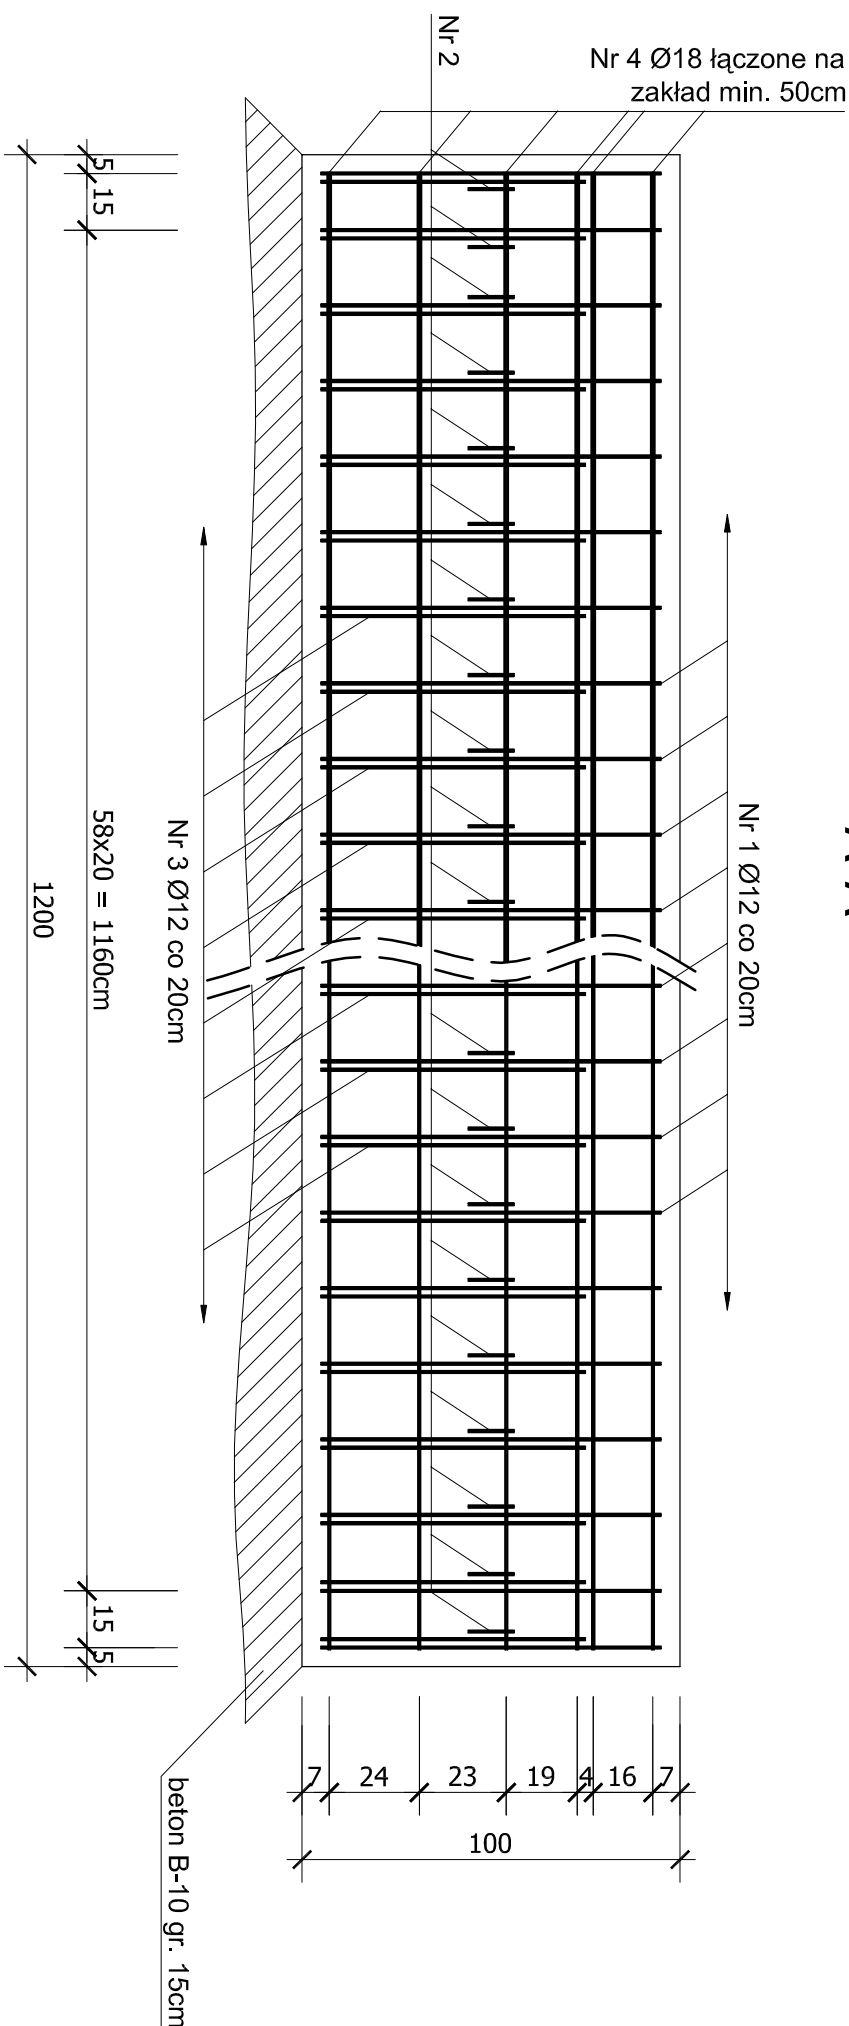 Nr 4 Ø18 łączone na
zakład min. 50cm
Nr 2
5
15
58x20 = 1160cm
15
5
1200
Nr 3 Ø12 co 20cm
Nr 1 Ø12 co 20cm
7
24
23
19
4
16
7
100
beton B-10 gr. 15cm